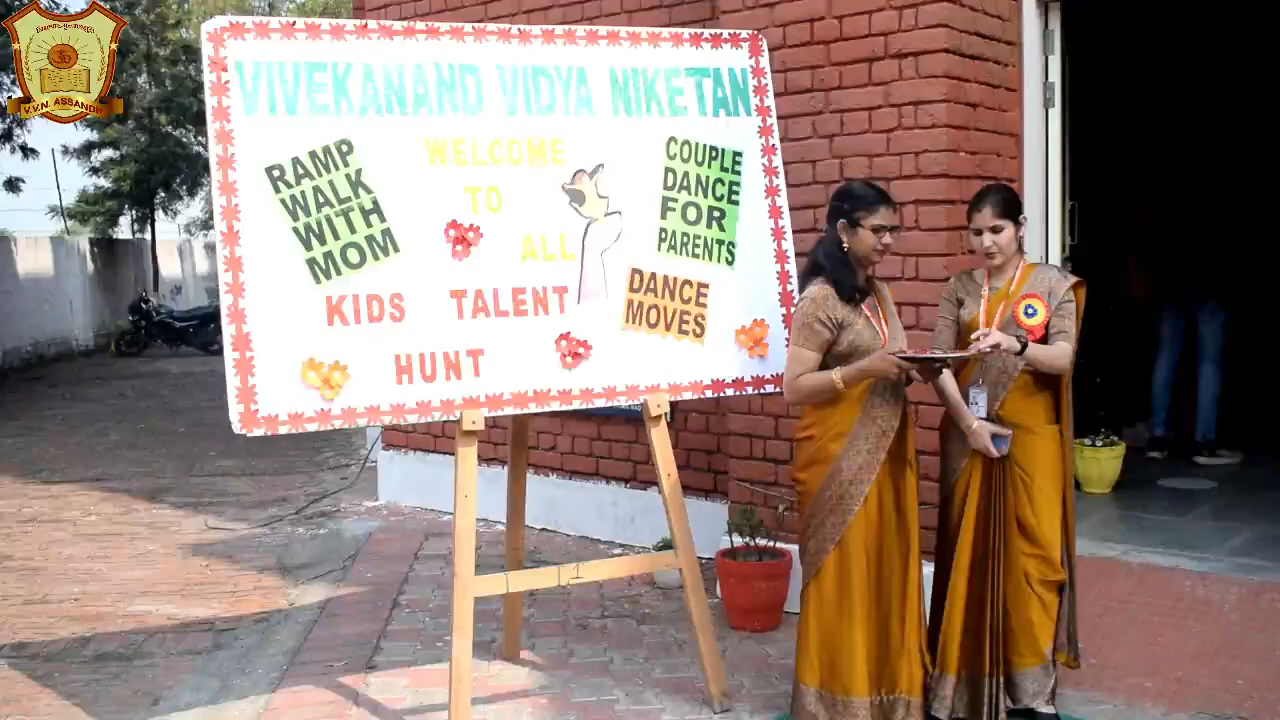 V.V.N. ASSANDH
VIVEKANAND VIDYA NIKETAN
RAMP
WALK
WITH
MOM
WELCOME
TO
ALL
COUPLE
DANCE
FOR
PARENTS
KIDS TALENT
HUNT
DANCE
MOVES